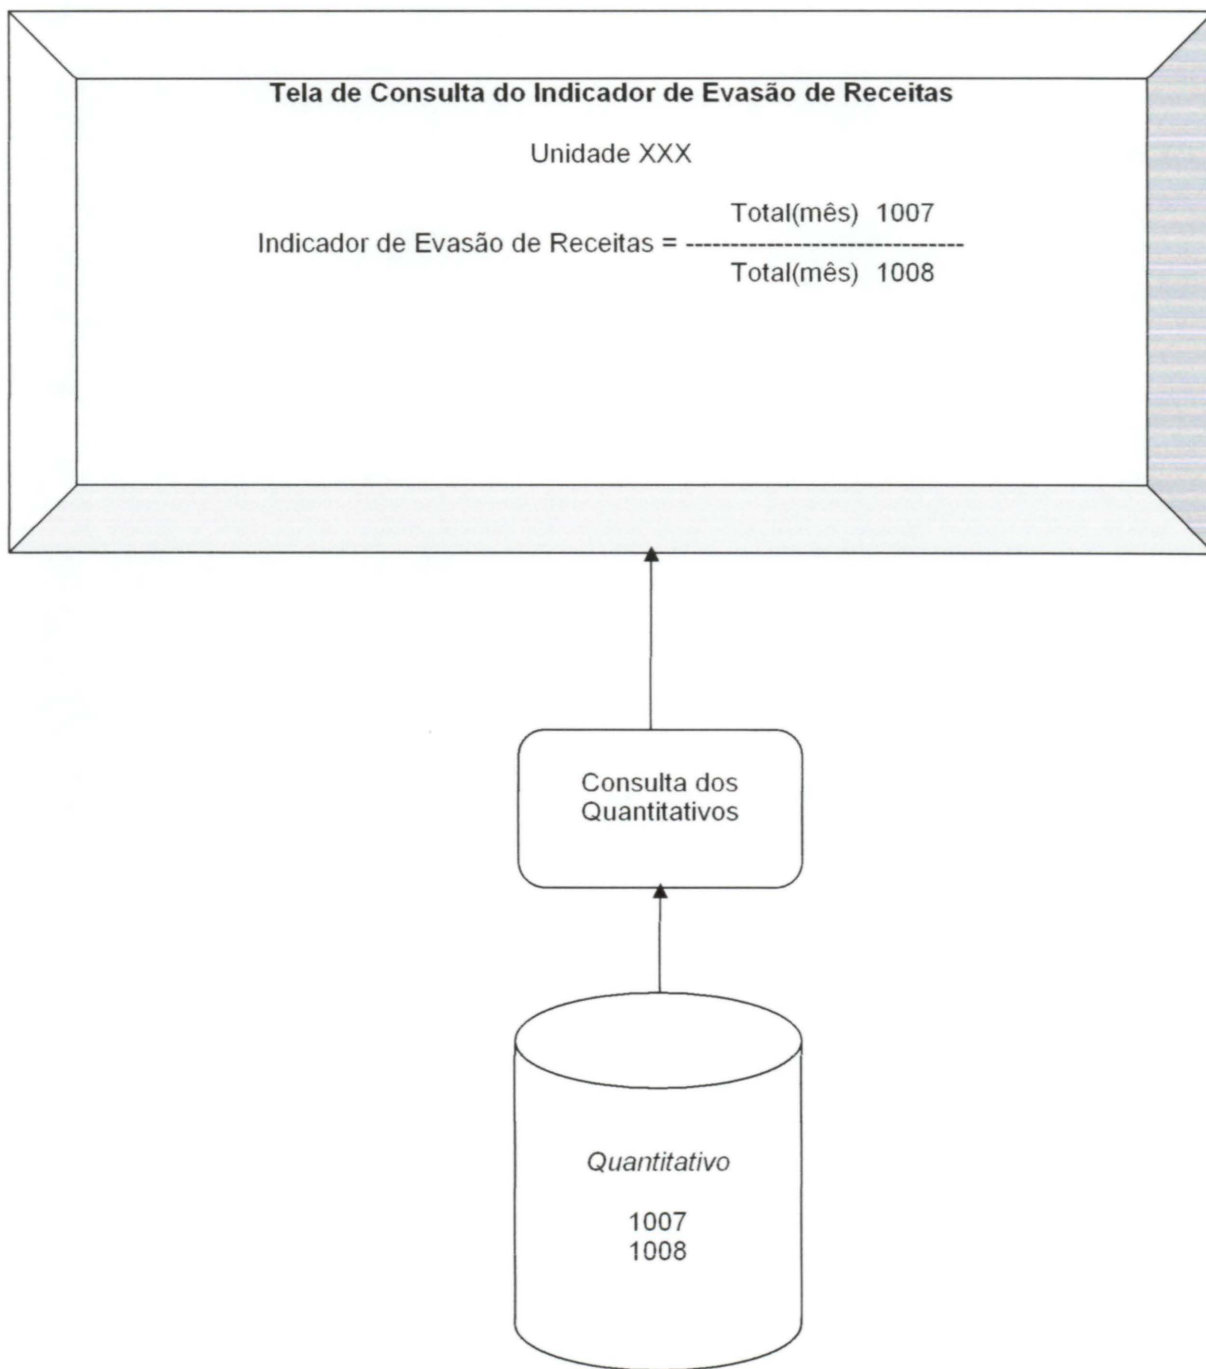 Tela de Consulta do Indicador de Evasão de Receitas
Unidade XXX
Total(mês) 1007
Indicador de Evasão de Receitas = -------------------------------
Total(mês) 1008
Consulta dos
Quantitativos
Quantitativo
1007
1008